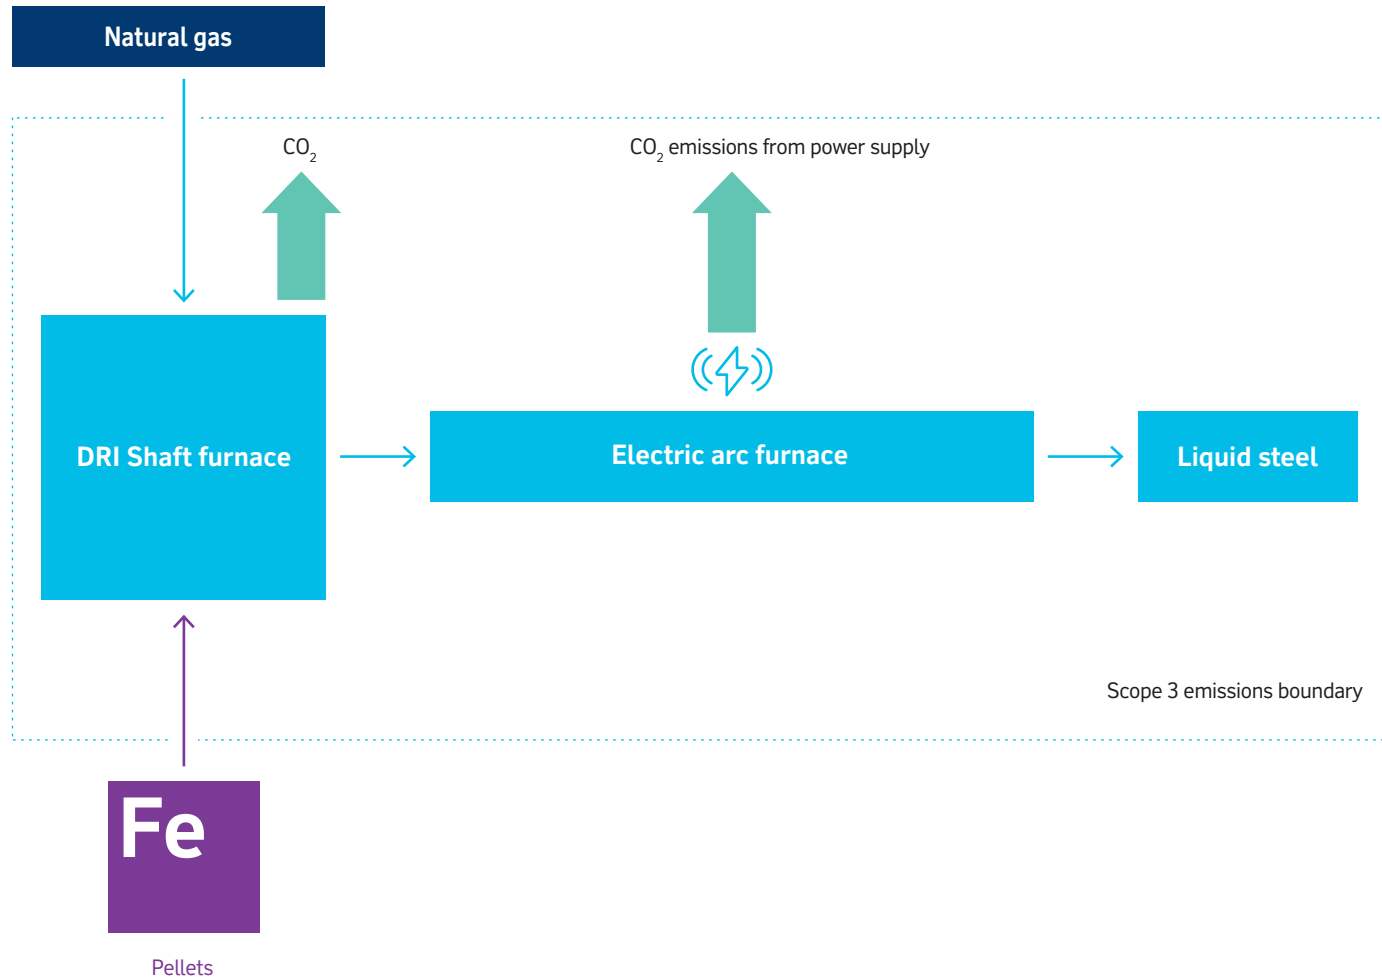 Natural gas
CO₂
CO₂ emissions from power supply
DRI Shaft furnace
Electric arc furnace
Liquid steel
Scope 3 emissions boundary
Fe
Pellets